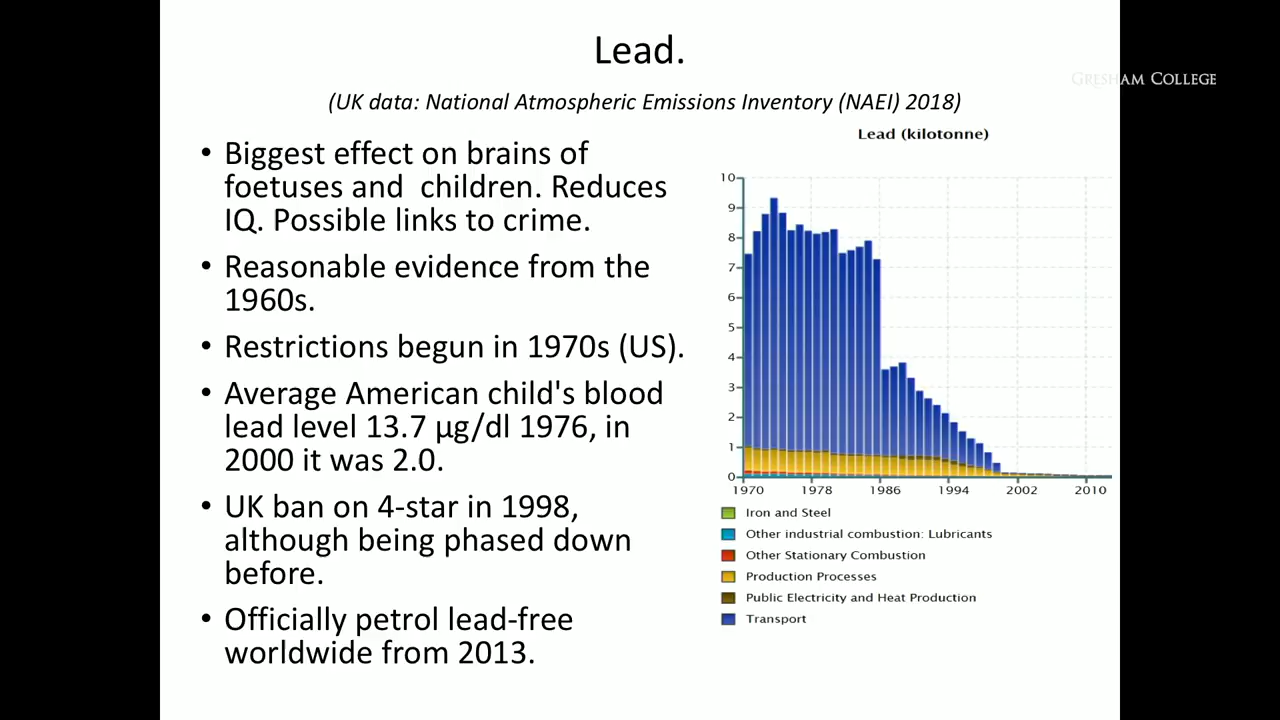 Lead.
GRESHAM COLLEGE
(UK data: National Atmospheric Emissions Inventory (NAEI) 2018)
• Biggest effect on brains of
foetuses and children. Reduces
IQ. Possible links to crime.
• Reasonable evidence from the
1960s.
• Restrictions begun in 1970s (US).
• Average American child's blood
lead level 13.7 µg/dl 1976, in
2000 it was 2.0.
• UK ban on 4-star in 1998,
although being phased down
before.
• Officially petrol lead-free
worldwide from 2013.
Lead (kilotonne)
10
9
8
7
6
5
4
3
2
1
0
1970 1978 1986 1994 2002 2010
Iron and Steel
Other industrial combustion: Lubricants
Other Stationary Combustion
Production Processes
Public Electricity and Heat Production
Transport